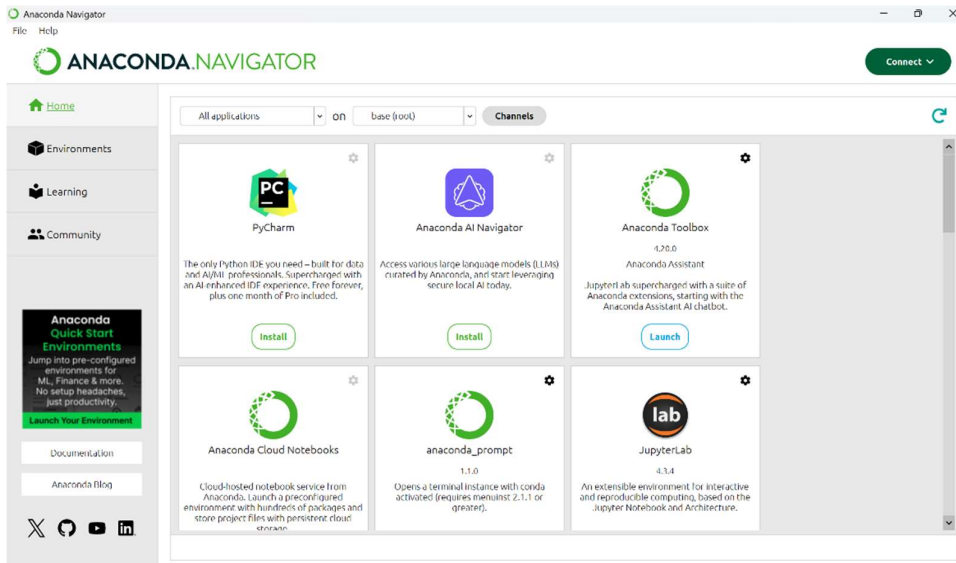 Anaconda Navigator
File Help
ANACONDA.NAVIGATOR
Connect
Home
Environments
Learning
Community
Anaconda
Quick Start
Environments
Jump into pre-configured
environments for
ML, Finance & more.
No setup headaches,
just productivity.
Launch Your Environment
Documentation
Anaconda Blog
All applications on base (root) Channels
PC
PyCharm
The only Python IDE you need – built for data
and AI/ML professionals. Supercharged with
an AI-enhanced IDE experience. Free forever,
plus one month of Pro included.
Install
Anaconda AI Navigator
Access various large language models (LLMs)
curated by Anaconda, and start leveraging
secure local AI today.
Install
Anaconda Toolbox
4.20.0
Anaconda Assistant
JupyterLab supercharged with a suite of
Anaconda extensions, starting with the
Anaconda Assistant AI chatbot.
Launch
Anaconda Cloud Notebooks
Cloud-hosted notebook service from
Anaconda. Launch a preconfigured
environment with hundreds of packages and
store project files with persistent cloud
storage.
anaconda_prompt
1.1.0
Opens a terminal instance with conda
activated (requires menuinst 2.1.1 or
greater).
lab
JupyterLab
4.3.4
An extensible environment for interactive
and reproducible computing, based on the
Jupyter Notebook and Architecture.